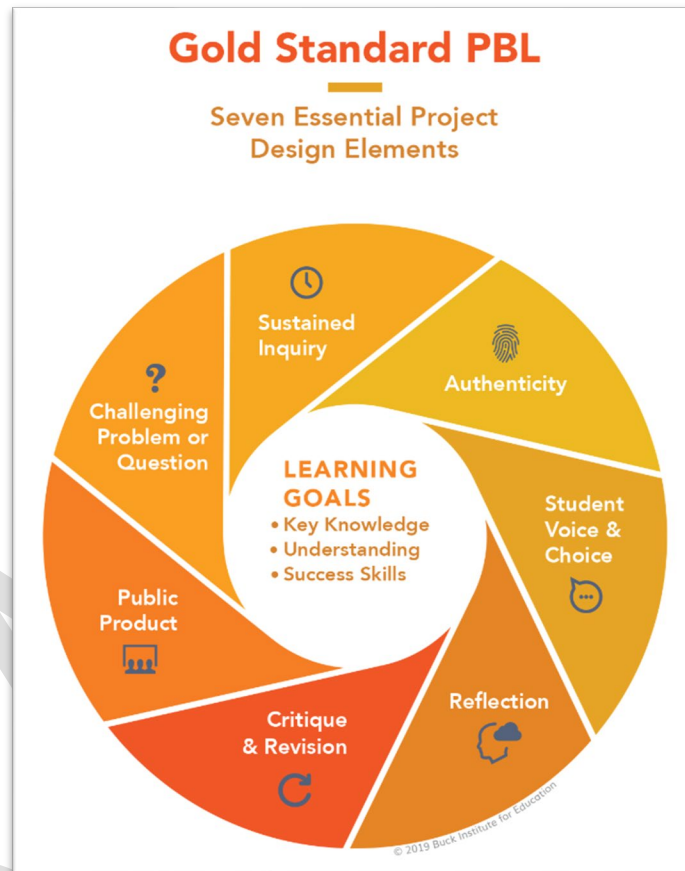 Gold Standard PBL
Seven Essential Project
Design Elements
Sustained
Inquiry
Authenticity
Student
Voice &
Choice
Reflection
Critique
& Revision
Public
Product
?
Challenging
Problem or
Question
LEARNING
GOALS
• Key Knowledge
• Understanding
• Success Skills
© 2019 Buck Institute for Education